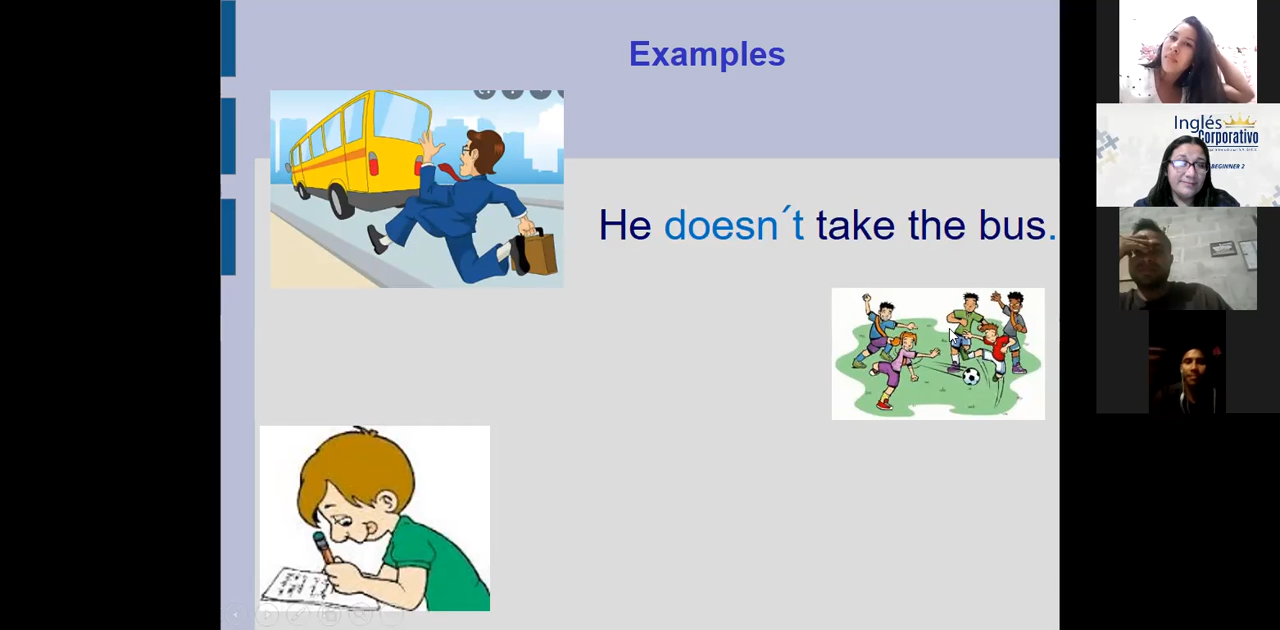 Examples
He doesn´t take the bus.
Inglés
Corporativo
BEGINNER 2